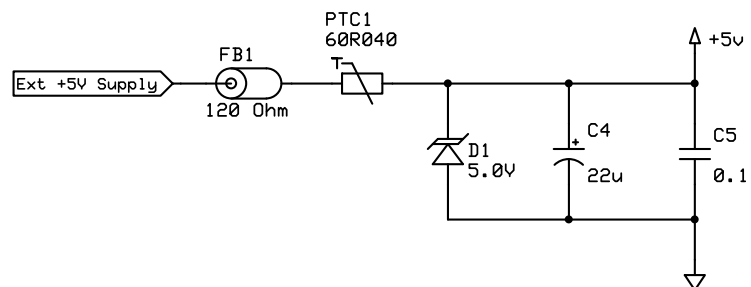 PTC1
60R040
+5v
FB1
T
Ext +5V Supply
120 Ohm
D1
5.0V
+
C4
22u
C5
0.1